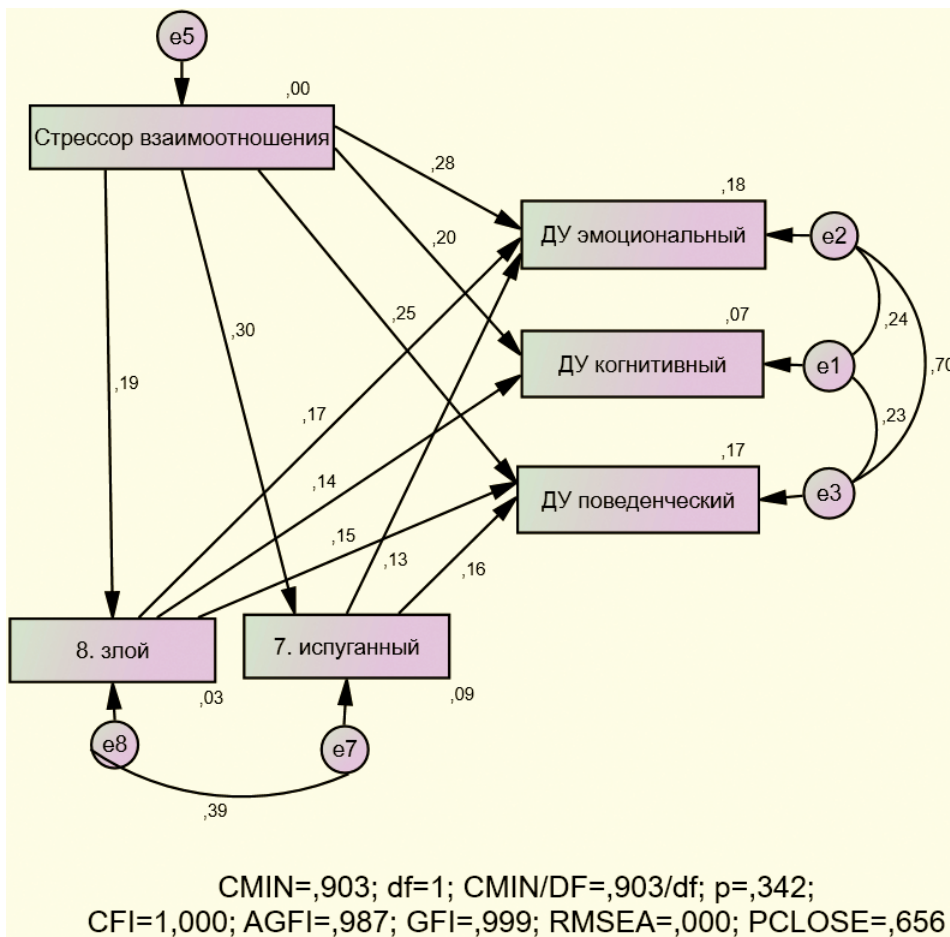 e5
,00
Стрессор взаимоотношения
,28
,18
ДУ эмоциональный
e2
,20
,24
,25
,07
,30
ДУ когнитивный
e1
,70
,19
,17
,23
,17
,14
ДУ поведенческий
e3
,15
,13
,16
8. злой
7. испуганный
,03
,09
e8
e7
,39
CMIN=,903; df=1; CMIN/DF=,903/df; p=,342;
CFI=1,000; AGFI=,987; GFI=,999; RMSEA=,000; PCLOSE=,656